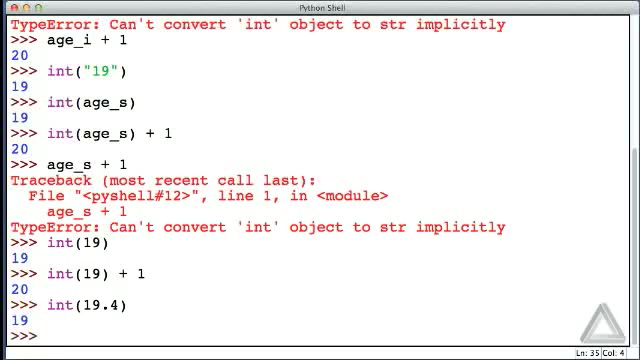 Python Shell
TypeError: Can't convert 'int' object to str implicitly
>>> age_i + 1
20
>>> int("19")
19
>>> int(age_s)
19
>>> int(age_s) + 1
20
>>> age_s + 1
Traceback (most recent call last):
  File "<pyshell#12>", line 1, in <module>
    age_s + 1
TypeError: Can't convert 'int' object to str implicitly
>>> int(19)
19
>>> int(19) + 1
20
>>> int(19.4)
19
>>>
Ln: 35 Col: 4